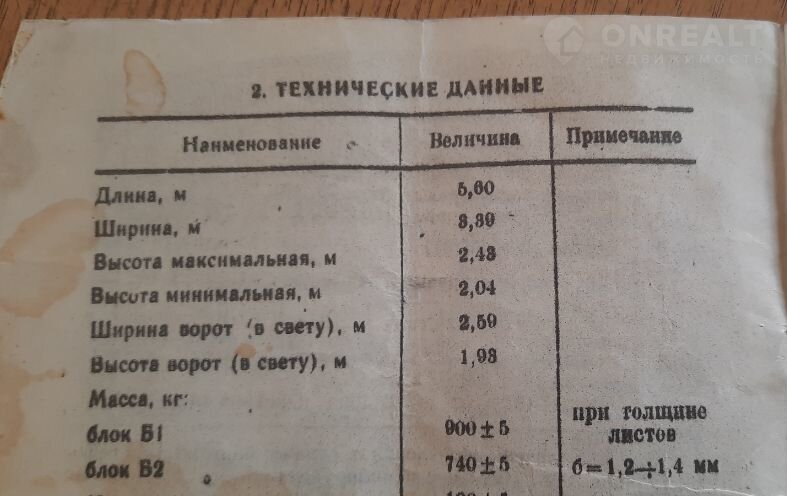 ONREALT
НЕДВИЖИМОСТЬ
2. ТЕХНИЧЕСКИЕ ДАННЫЕ
Наименование Величина Примечание
Длина, м 5,60
Ширина, м 3,39
Высота максимальная, м 2,43
Высота минимальная, м 2,04
Ширина ворот (в свету), м 2,59
Высота ворот (в свету), м 1,93
Масса, кг:
блок Б1 900±5 при толщине листов
блок Б2 740±5 б=1,2÷1,4 мм